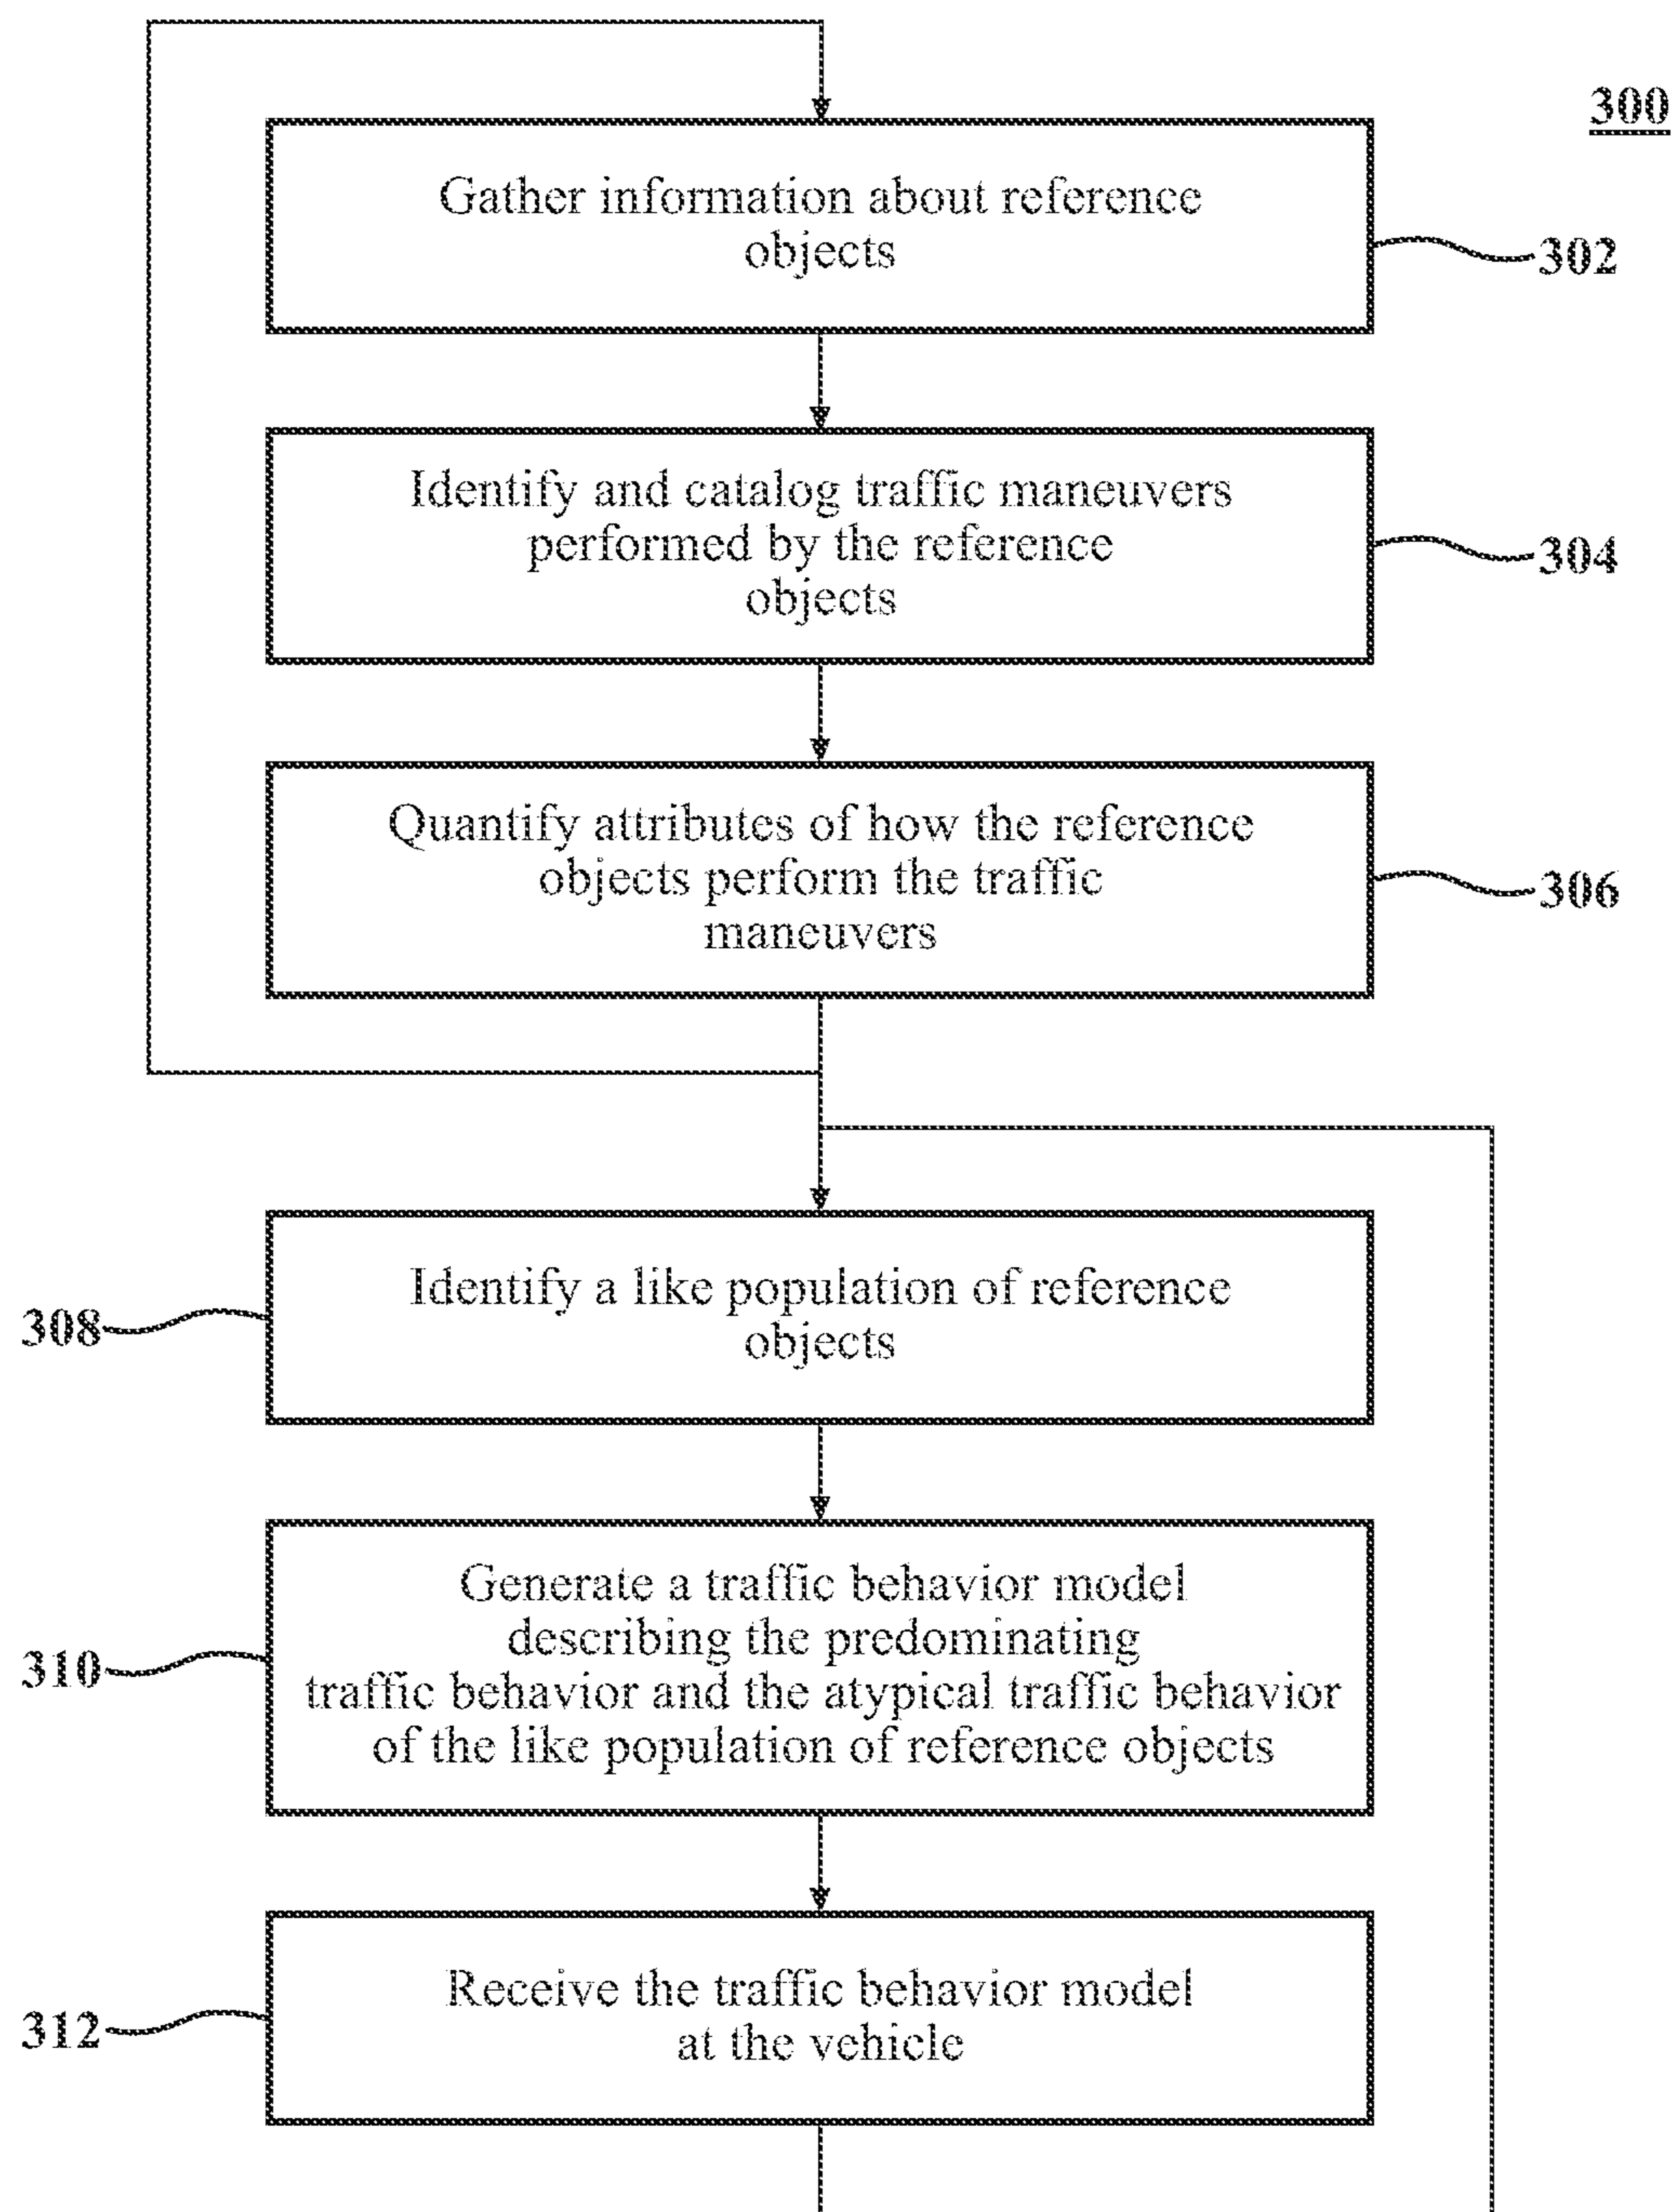 300
Gather information about reference
objects
302
Identify and catalog traffic maneuvers
performed by the reference
objects
304
Quantify attributes of how the reference
objects perform the traffic
maneuvers
306
Identify a like population of reference
objects
308
Generate a traffic behavior model
describing the predominating
traffic behavior and the atypical traffic behavior
of the like population of reference objects
310
Receive the traffic behavior model
at the vehicle
312